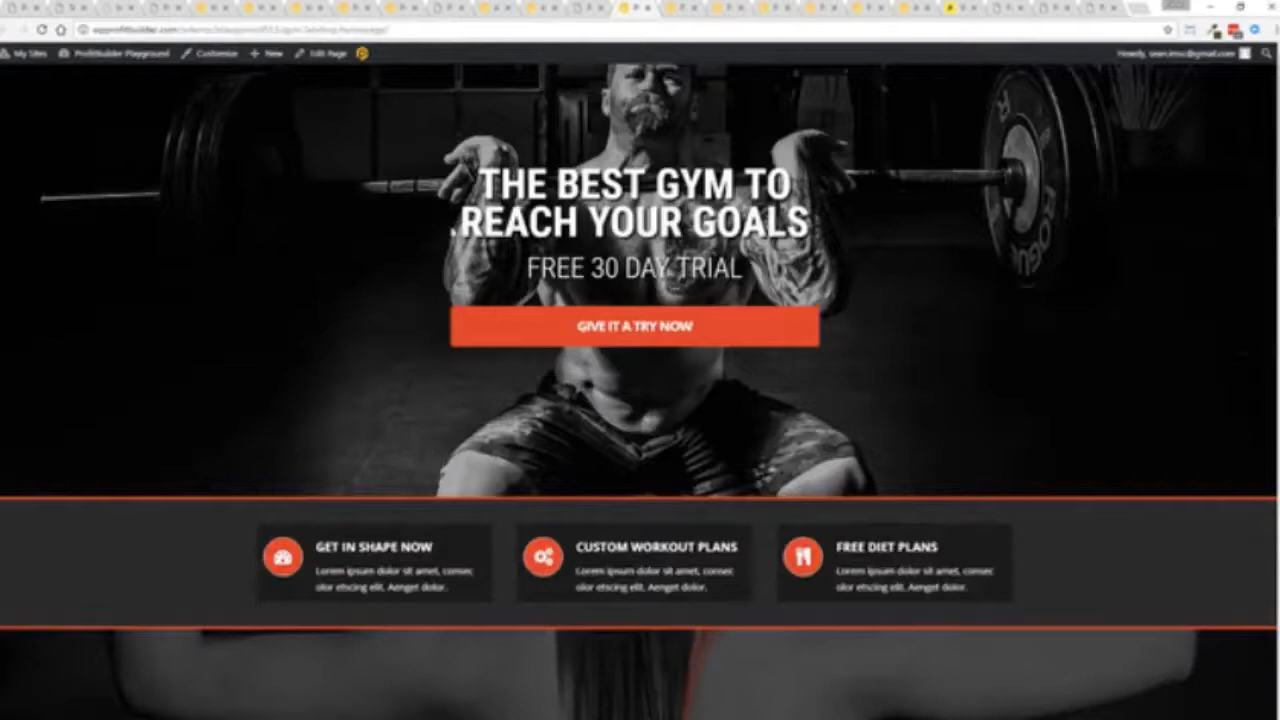 My Sites
ProfitBuilder Playground
Customize
New
Edit Page
THE BEST GYM TO
REACH YOUR GOALS
FREE 30 DAY TRIAL
GIVE IT A TRY NOW
GET IN SHAPE NOW
Lorem ipsum dolor sit amet, consec
olor etscing elit. Aenget dolor.
CUSTOM WORKOUT PLANS
Lorem ipsum dolor sit amet, consec
olor etscing elit. Aenget dolor.
FREE DIET PLANS
Lorem ipsum dolor sit amet, consec
olor etscing elit. Aenget dolor.